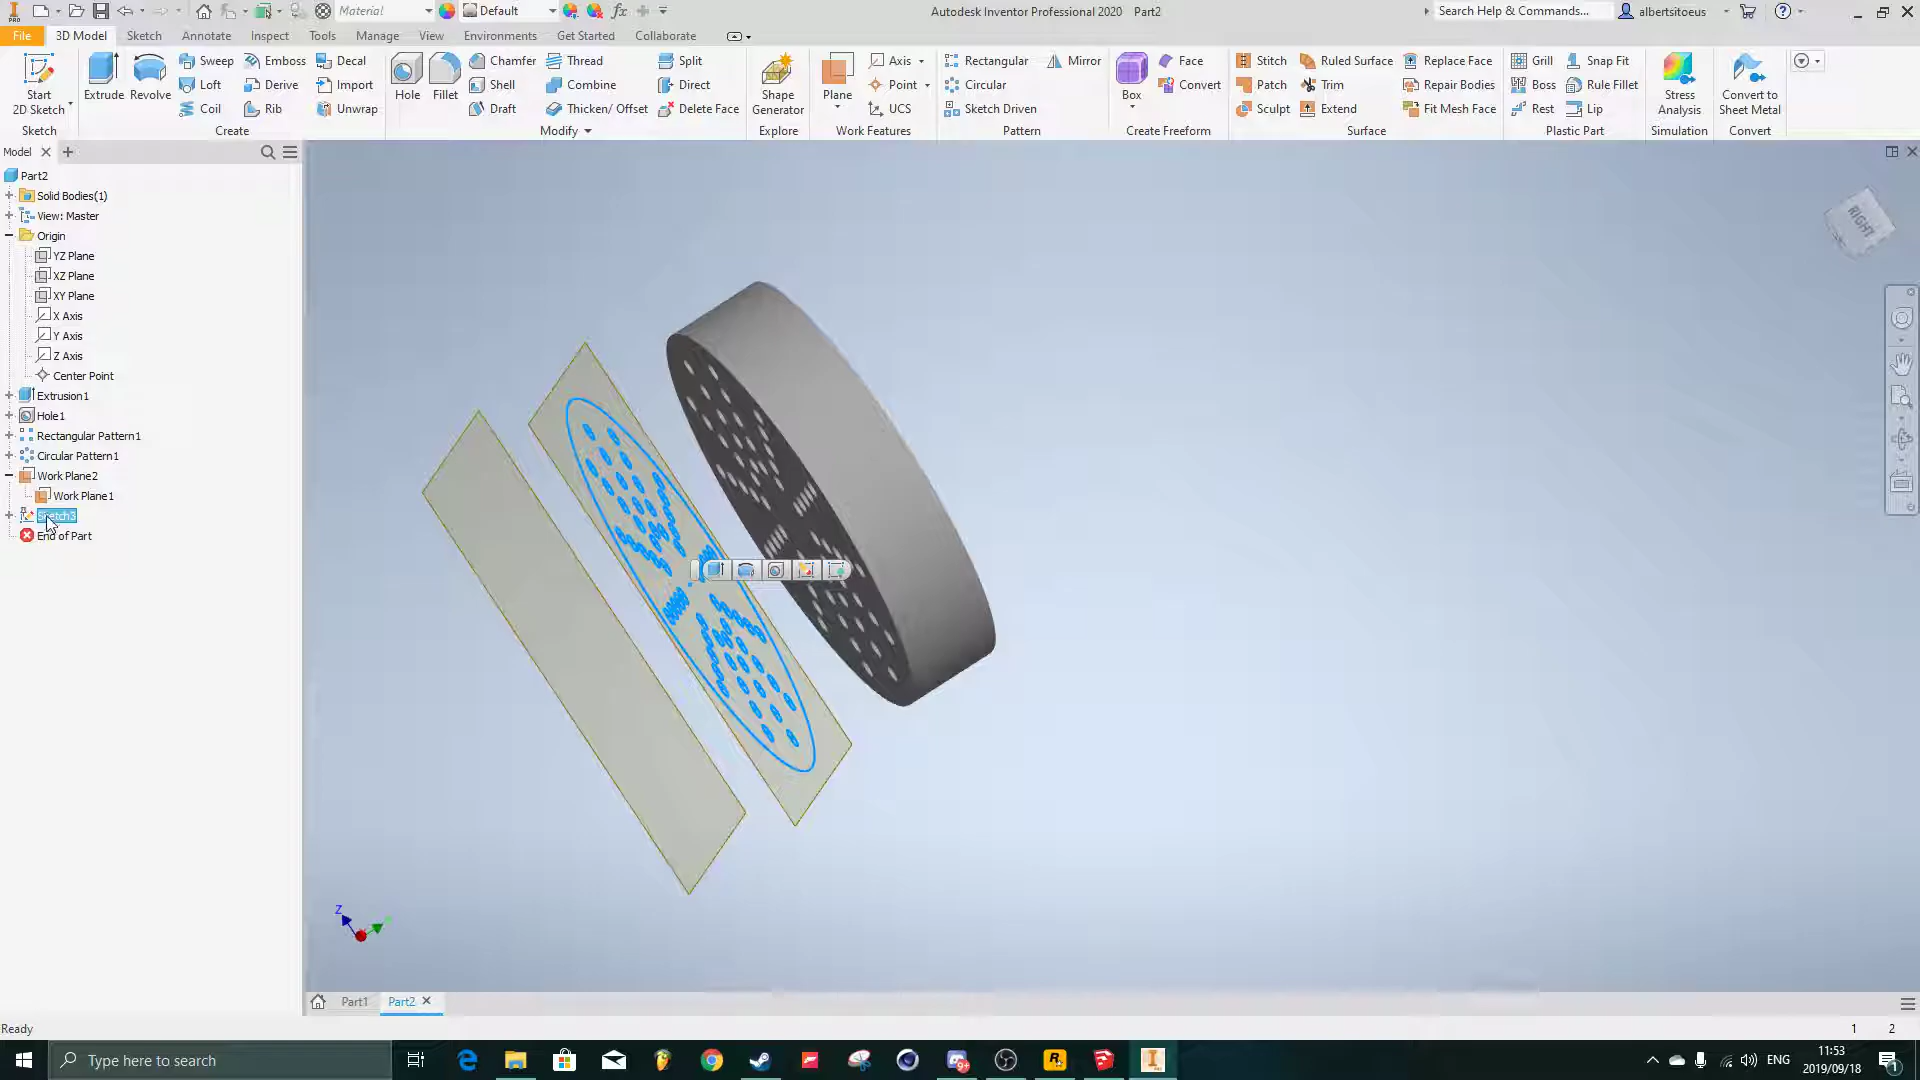 PRO Material Default fx Autodesk Inventor Professional 2020 Part2 Search Help & Commands... albertsitoeus
File 3D Model Sketch Annotate Inspect Tools Manage View Environments Get Started Collaborate
Sweep Emboss Decal Chamfer Thread Split Axis Rectangular Mirror Face Stitch Ruled Surface Replace Face Grill Snap Fit
Start 2D Sketch Extrude Revolve Loft Derive Import Hole Fillet Shell Combine Direct Shape Generator Plane Point Circular Box Convert Patch Trim Repair Bodies Boss Rule Fillet Stress Analysis Convert to Sheet Metal
Coil Rib Unwrap Draft Thicken/ Offset Delete Face UCS Sketch Driven Sculpt Extend Fit Mesh Face Rest Lip
Sketch Create Modify Explore Work Features Pattern Create Freeform Surface Plastic Part Simulation Convert
Model
Part2
Solid Bodies(1)
View: Master
Origin
YZ Plane
XZ Plane
XY Plane
X Axis
Y Axis
Z Axis
Center Point
Extrusion1
Hole1
Rectangular Pattern1
Circular Pattern1
Work Plane2
Work Plane1
Sketch3
End of Part
RIGHT
Z
Part1 Part2
Ready 1 2
Type here to search ENG 11:53
2019/09/18